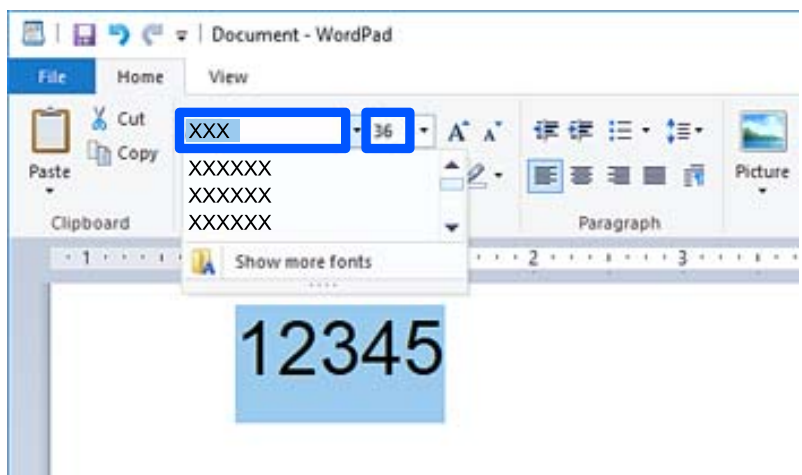 Document - WordPad
File Home View
Cut
XXX 36 A A
Copy
Paste
XXXXXX
XXXXXX
Picture
XXXXXX
Clipboard Paragraph
1 2 3
Show more fonts
12345